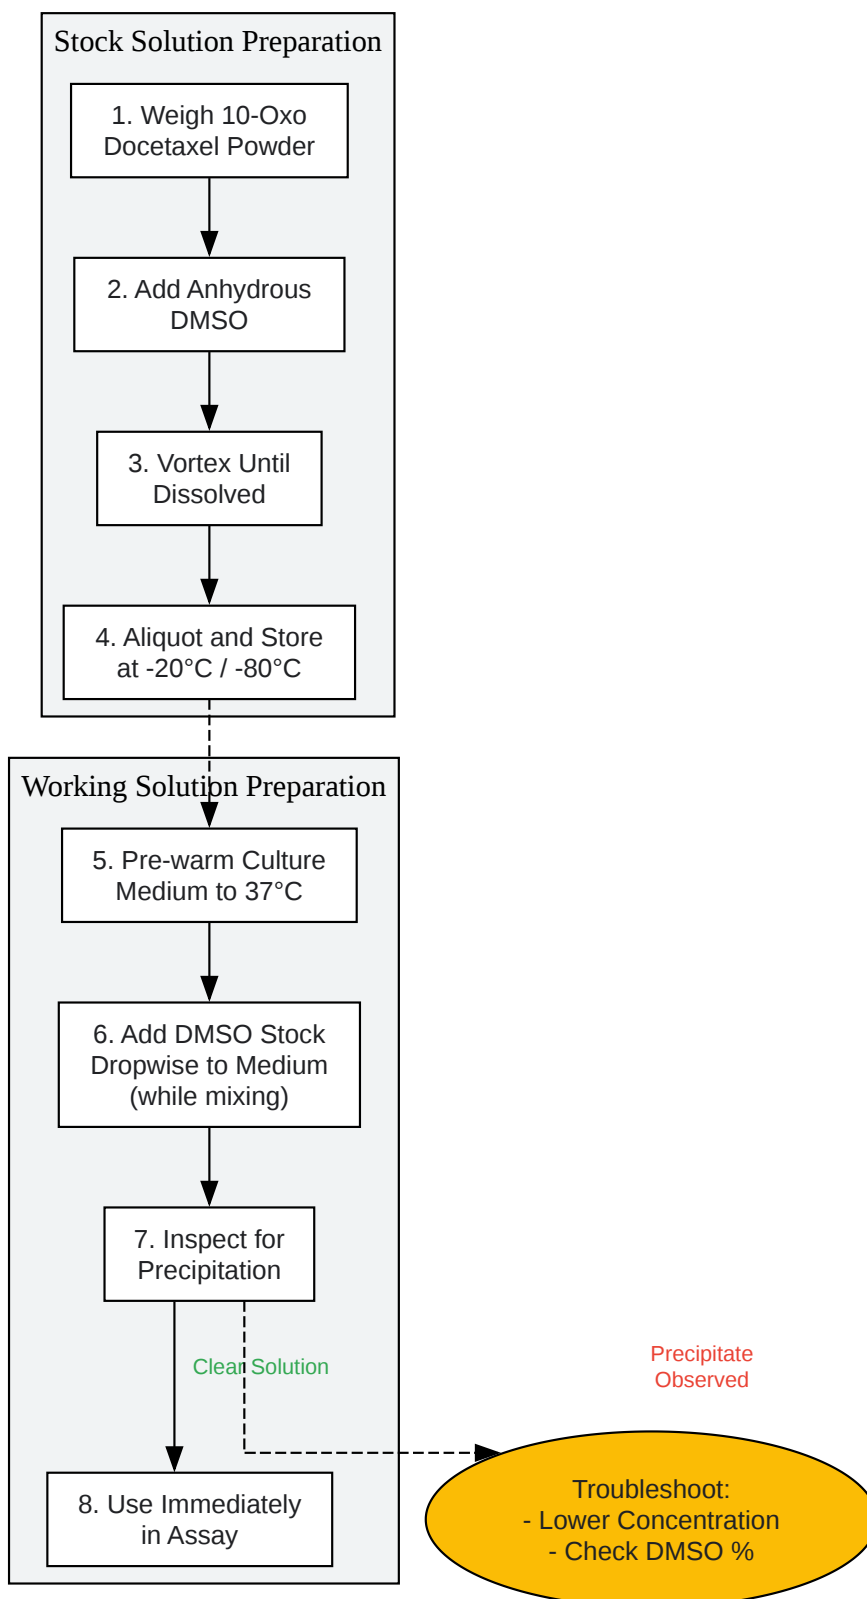 Stock Solution Preparation
1. Weigh 10-Oxo
Docetaxel Powder
2. Add Anhydrous
DMSO
3. Vortex Until
Dissolved
4. Aliquot and Store
at -20°C / -80°C
Working Solution Preparation
5. Pre-warm Culture
Medium to 37°C
6. Add DMSO Stock
Dropwise to Medium
(while mixing)
7. Inspect for
Precipitation
Clear Solution
Precipitate
Observed
8. Use Immediately
in Assay
Troubleshoot:
- Lower Concentration
- Check DMSO %